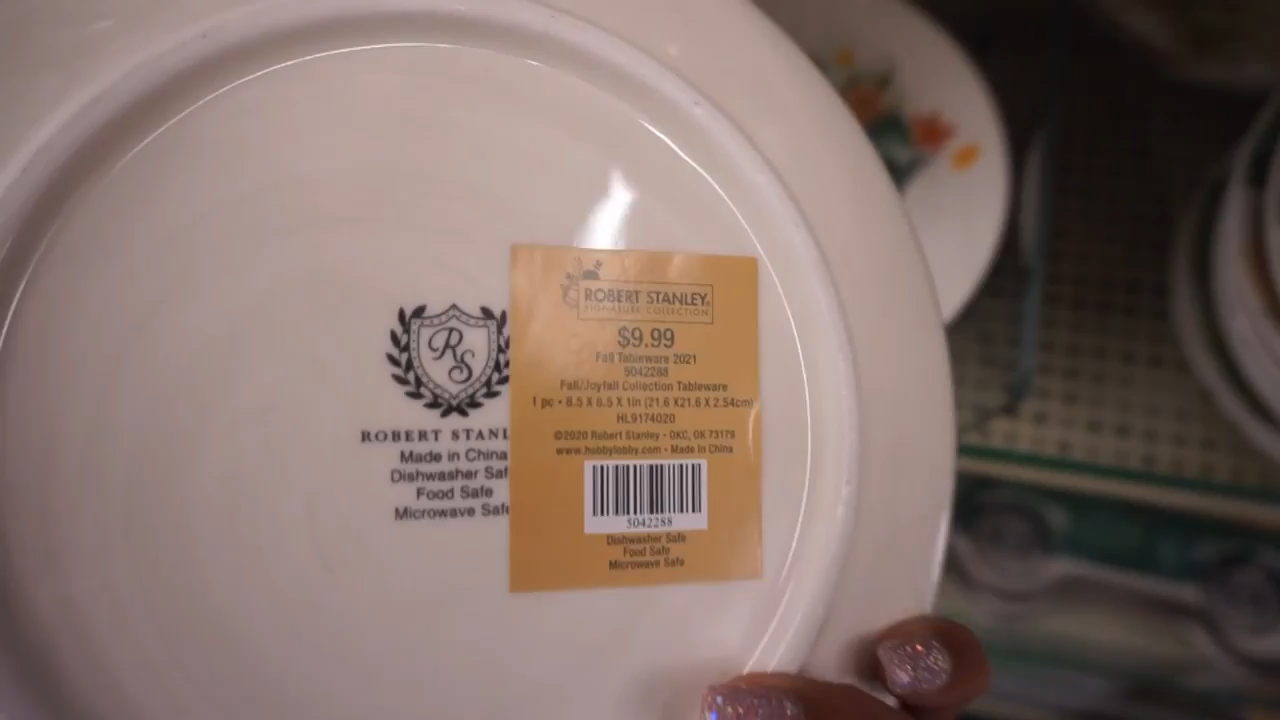 RS
ROBERT STANL
Made in China
Dishwasher Saf
Food Safe
Microwave Safe
ROBERT STANLEY®
SIGNATURE COLLECTION
$9.99
Fall Tableware 2021
5042288
Fall/Joyfall Collection Tableware
1 pc • 8.5 X 8.5 X 1in (21.6 X21.6 X 2.54cm)
HL9174020
©2020 Robert Stanley • OKC, OK 73179
www.hobbylobby.com • Made in China
5042288
Dishwasher Safe
Food Safe
Microwave Safe